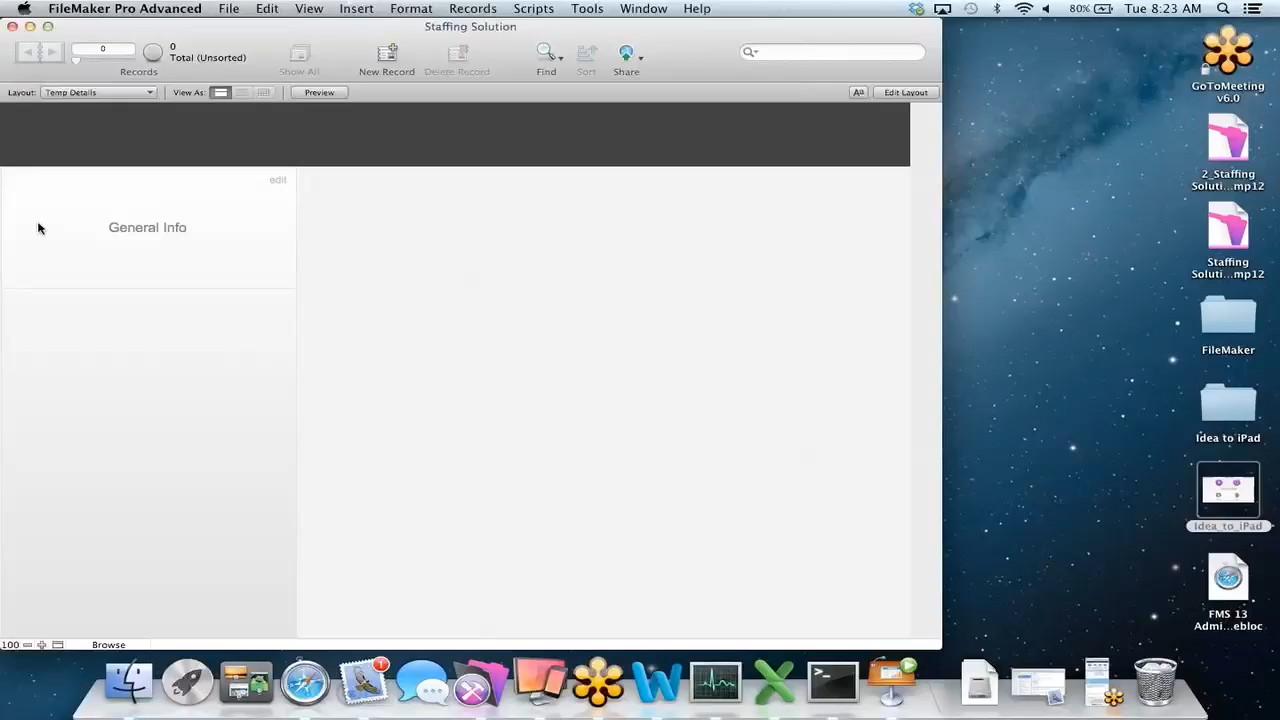 FileMaker Pro Advanced File Edit View Insert Format Records Scripts Tools Window Help 80% Tue 8:23 AM
Staffing Solution
0
0
Total (Unsorted)
Records Show All New Record Delete Record Find Sort Share
Layout: Temp Details View As: Preview Aa Edit Layout
edit
General Info
100 Browse
GoToMeeting
v6.0
2_Staffing
Soluti...mp12
Staffing
Soluti...mp12
FileMaker
Idea to iPad
Idea_to_iPad
FMS 13
Admi...ebloc
1